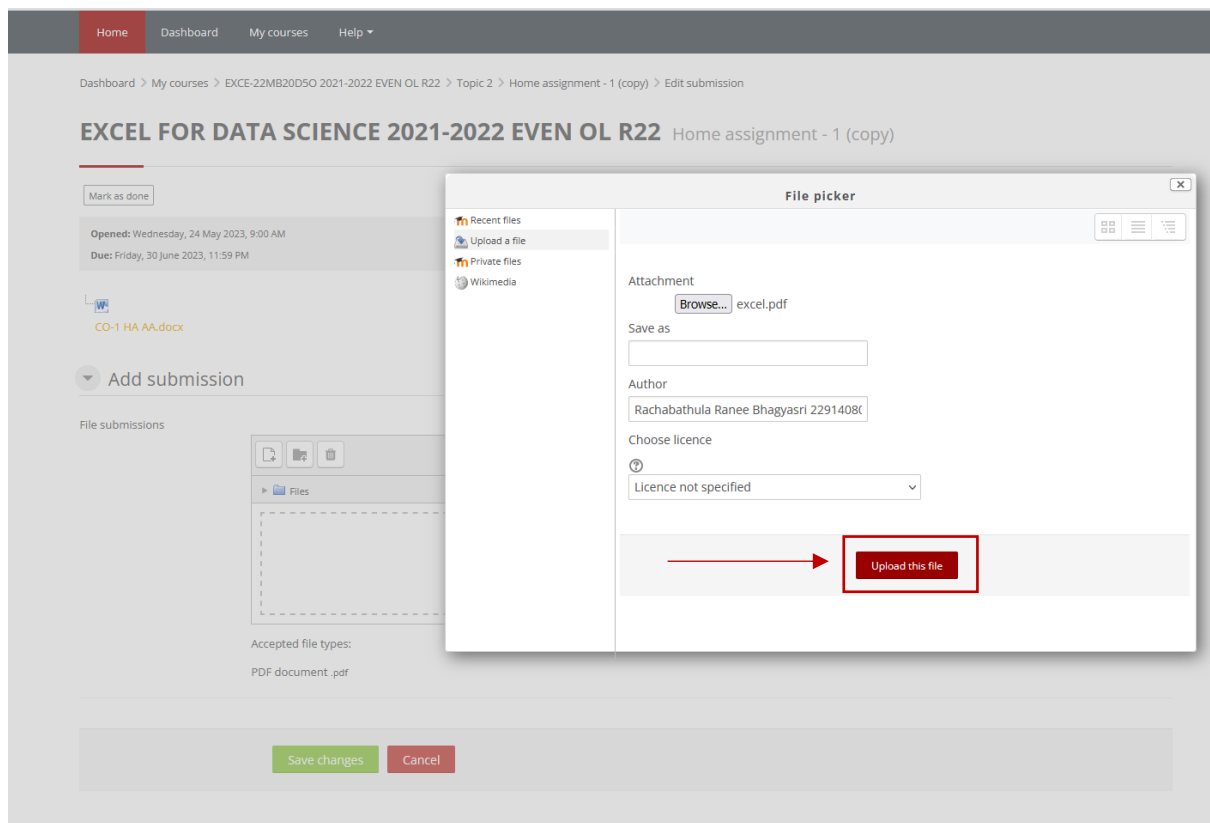 Home Dashboard My courses Help
Dashboard > My courses > EXCE-22MB20D5O 2021-2022 EVEN OL R22 > Topic 2 > Home assignment - 1 (copy) > Edit submission
EXCEL FOR DATA SCIENCE 2021-2022 EVEN OL R22 Home assignment - 1 (copy)
Mark as done
Opened: Wednesday, 24 May 2023, 9:00 AM
Due: Friday, 30 June 2023, 11:59 PM
CO-1 HA AA.docx
Add submission
File submissions
Files
Accepted file types:
PDF document .pdf
Save changes Cancel
File picker
Recent files
Upload a file
Private files
Wikimedia
Attachment
Browse... excel.pdf
Save as
Author
Rachabathula Ranee Bhagyasri 2291408(
Choose licence
Licence not specified
Upload this file